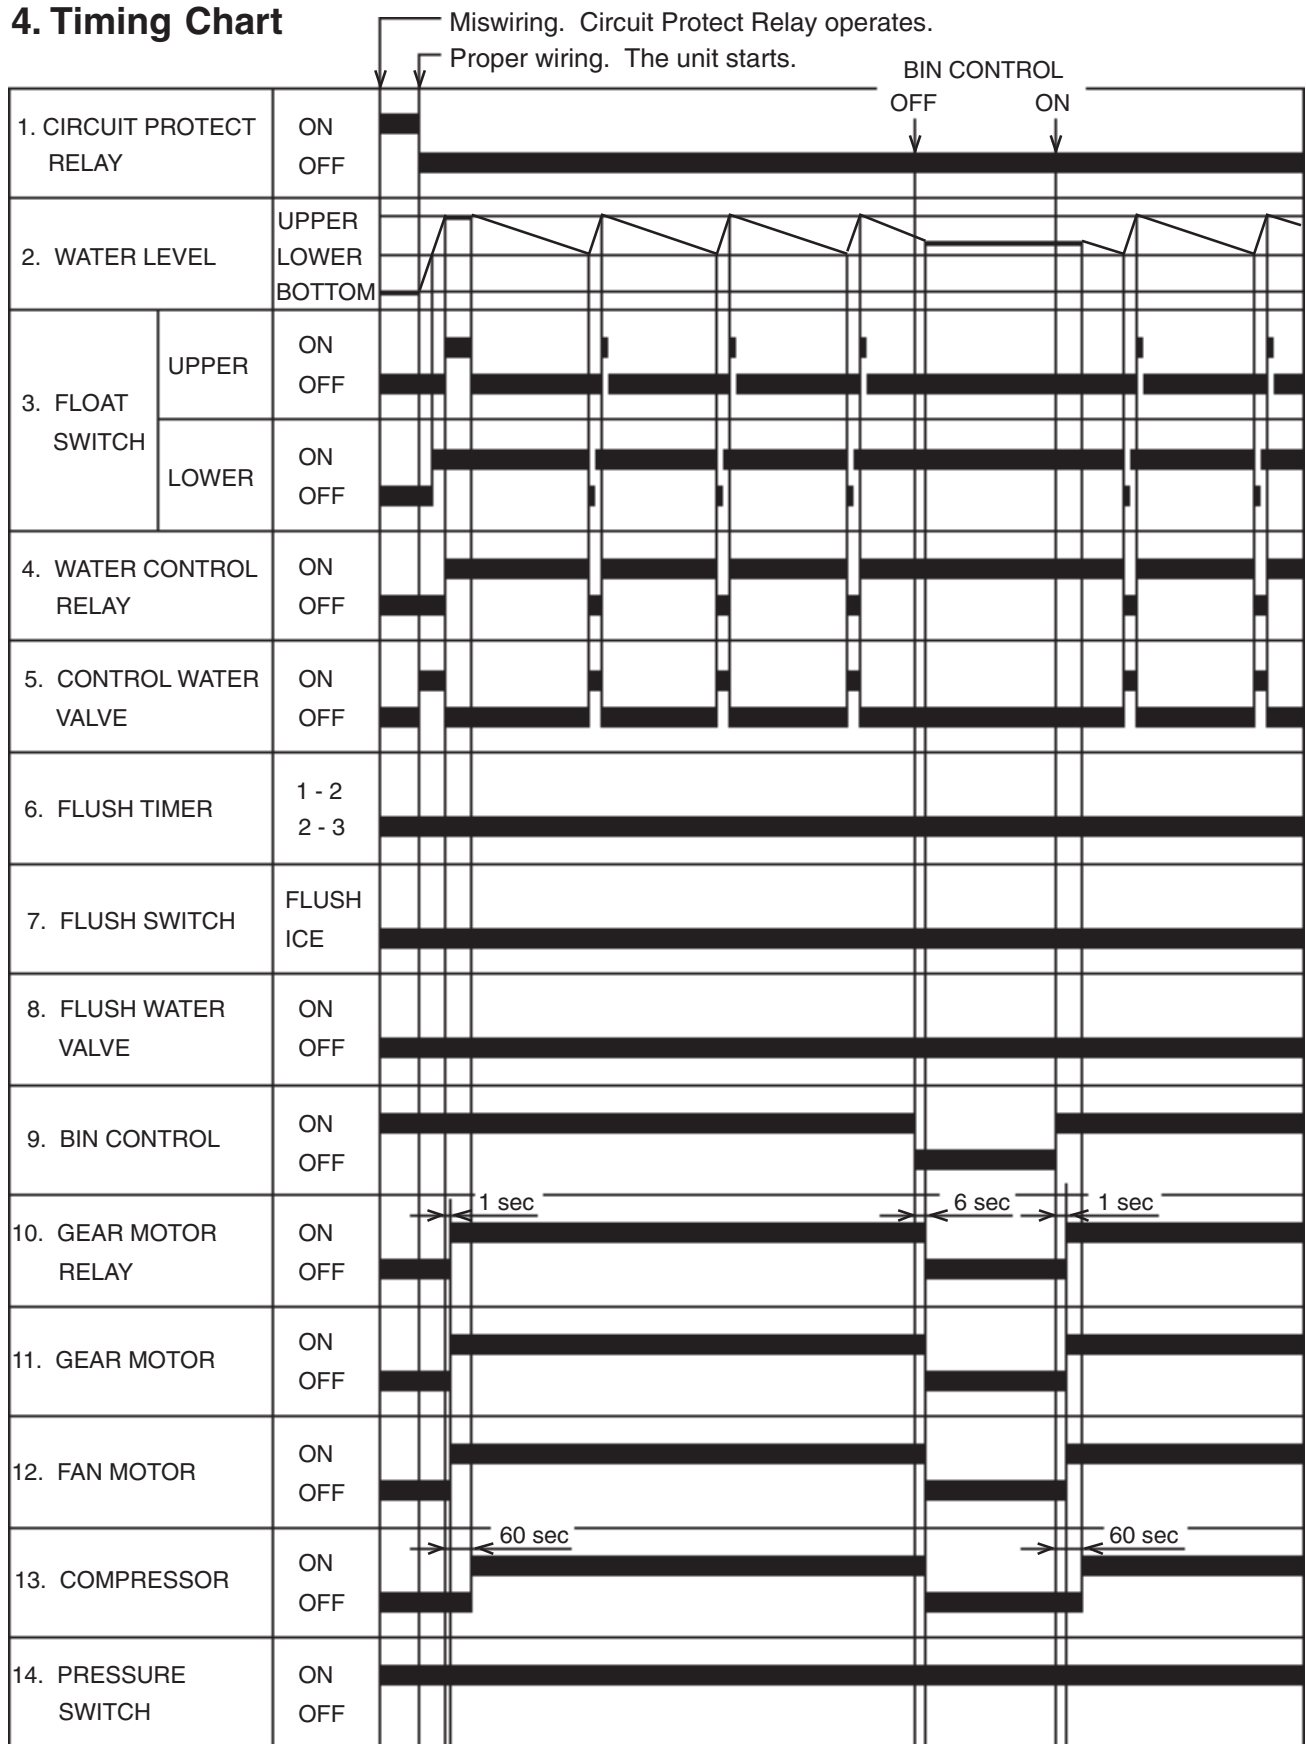 4. Timing Chart
Miswiring. Circuit Protect Relay operates.
Proper wiring. The unit starts.
BIN CONTROL
OFF ON
1. CIRCUIT PROTECT
RELAY
ON
OFF
2. WATER LEVEL
UPPER
LOWER
BOTTOM
3. FLOAT
SWITCH
UPPER
ON
OFF
LOWER
ON
OFF
4. WATER CONTROL
RELAY
ON
OFF
5. CONTROL WATER
VALVE
ON
OFF
6. FLUSH TIMER
1 - 2
2 - 3
7. FLUSH SWITCH
FLUSH
ICE
8. FLUSH WATER
VALVE
ON
OFF
9. BIN CONTROL
ON
OFF
10. GEAR MOTOR
RELAY
ON
OFF
1 sec 6 sec 1 sec
11. GEAR MOTOR
ON
OFF
12. FAN MOTOR
ON
OFF
13. COMPRESSOR
ON
OFF
60 sec 60 sec
14. PRESSURE
SWITCH
ON
OFF